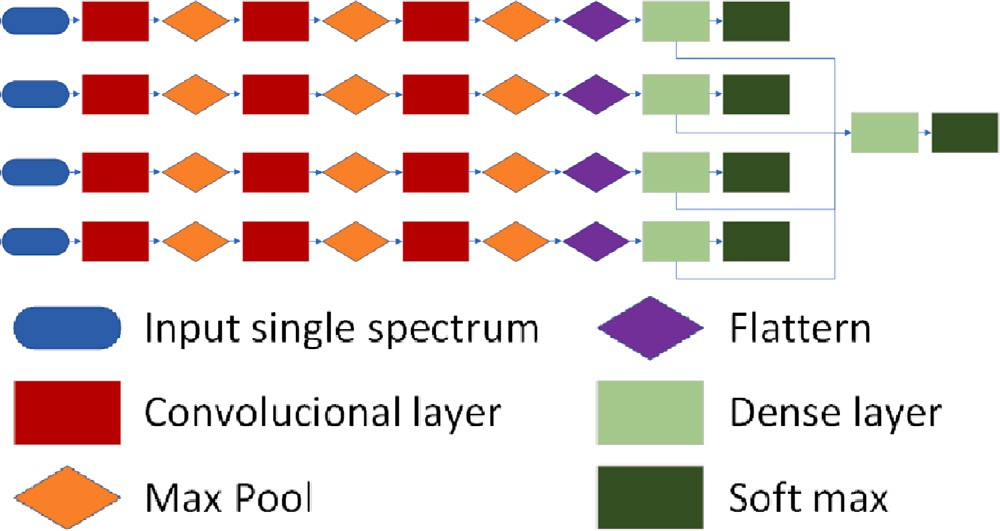 Input single spectrum
Flattern
Convolucional layer
Dense layer
Max Pool
Soft max